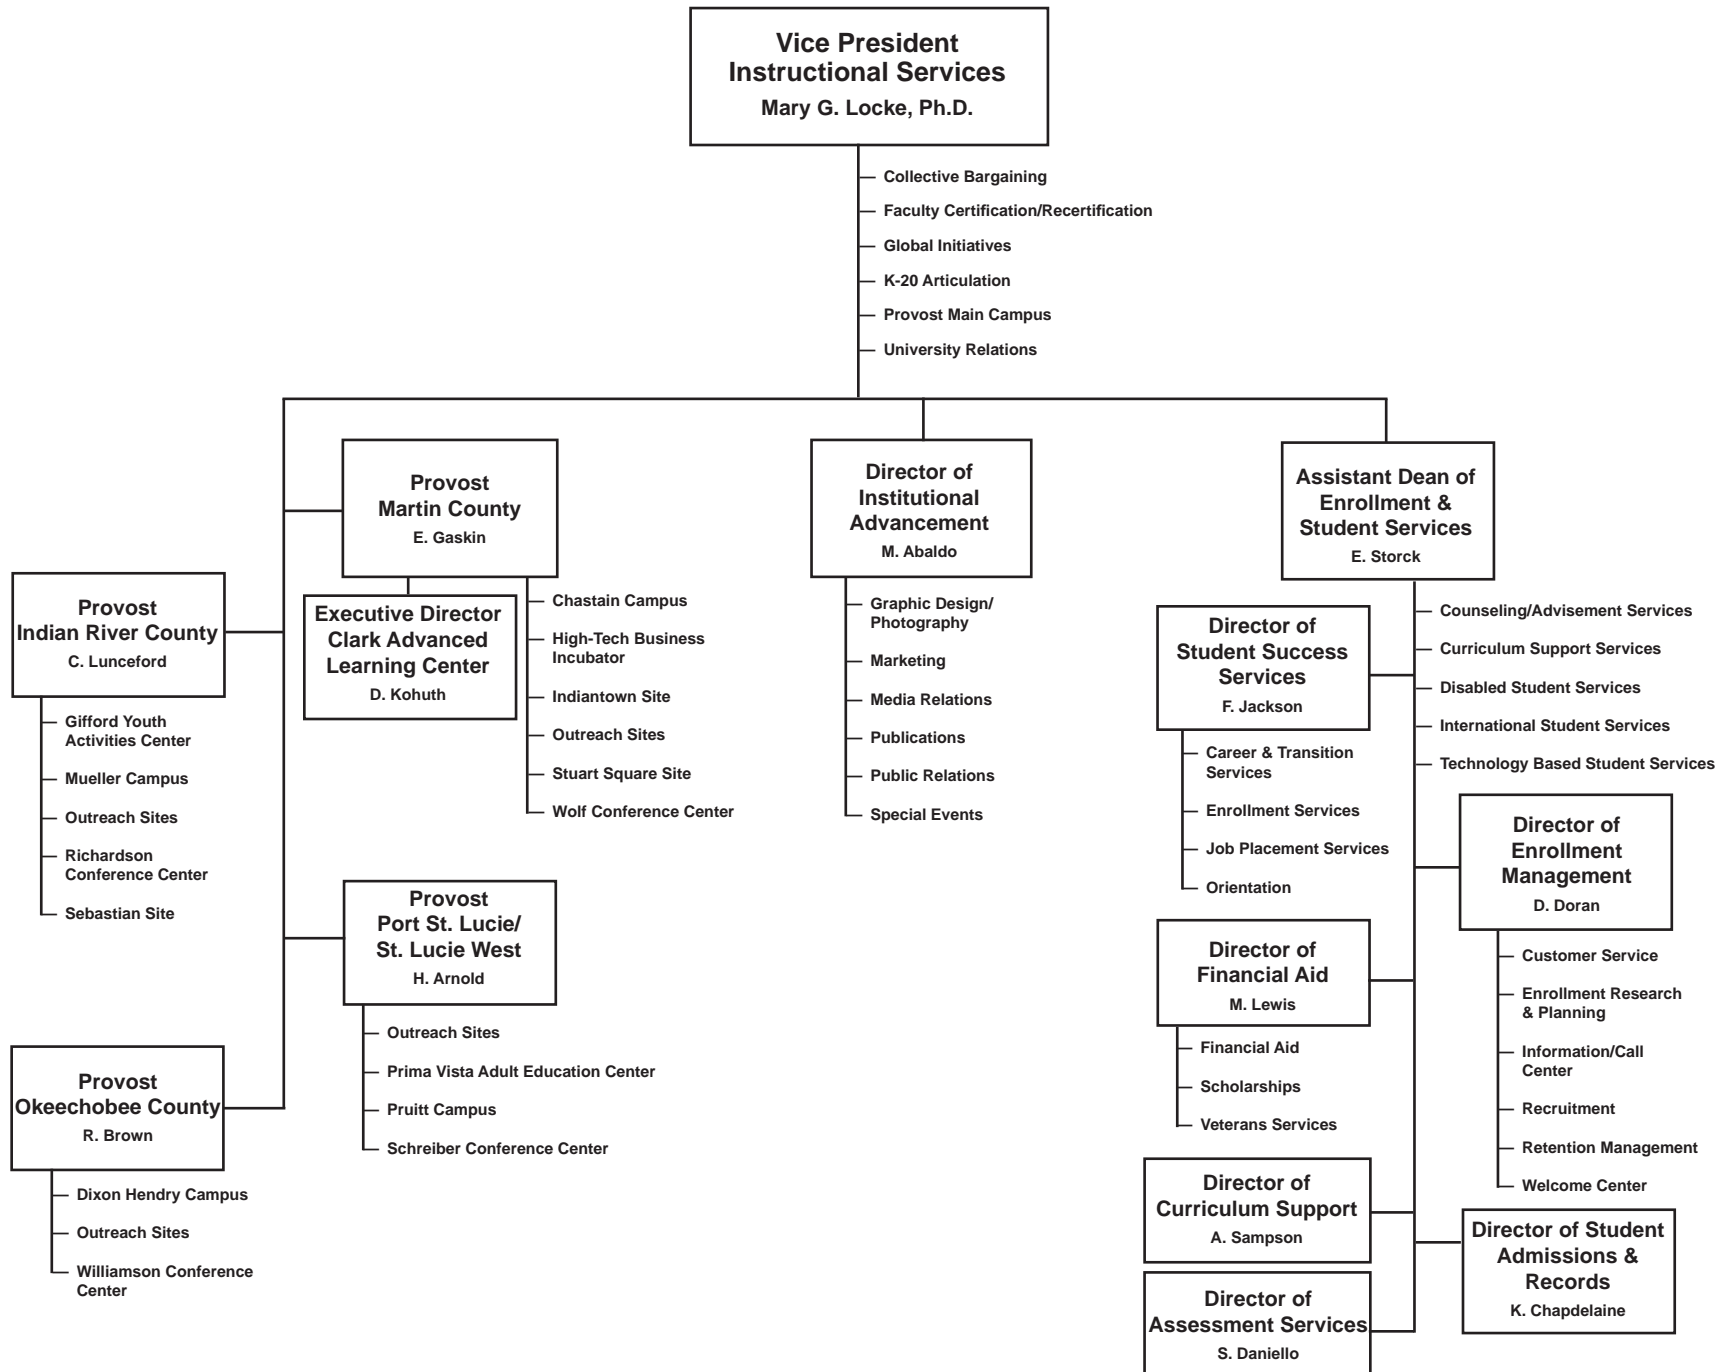 Vice President
Instructional Services
Mary G. Locke, Ph.D.
Collective Bargaining
Faculty Certification/Recertification
Global Initiatives
K-20 Articulation
Provost Main Campus
University Relations
Provost
Indian River County
C. Lunceford
Gifford Youth
Activities Center
Mueller Campus
Outreach Sites
Richardson
Conference Center
Sebastian Site
Provost
Okeechobee County
R. Brown
Dixon Hendry Campus
Outreach Sites
Williamson Conference
Center
Provost
Martin County
E. Gaskin
Executive Director
Clark Advanced
Learning Center
D. Kohuth
Chastain Campus
High-Tech Business
Incubator
Indiantown Site
Outreach Sites
Stuart Square Site
Wolf Conference Center
Provost
Port St. Lucie/
St. Lucie West
H. Arnold
Outreach Sites
Prima Vista Adult Education Center
Pruitt Campus
Schreiber Conference Center
Director of
Institutional
Advancement
M. Abaldo
Graphic Design/
Photography
Marketing
Media Relations
Publications
Public Relations
Special Events
Assistant Dean of
Enrollment &
Student Services
E. Storck
Counseling/Advisement Services
Curriculum Support Services
Disabled Student Services
International Student Services
Technology Based Student Services
Director of
Student Success
Services
F. Jackson
Career & Transition
Services
Enrollment Services
Job Placement Services
Orientation
Director of
Financial Aid
M. Lewis
Financial Aid
Scholarships
Veterans Services
Director of
Curriculum Support
A. Sampson
Director of
Assessment Services
S. Daniello
Director of
Enrollment
Management
D. Doran
Customer Service
Enrollment Research
& Planning
Information/Call
Center
Recruitment
Retention Management
Welcome Center
Director of Student
Admissions &
Records
K. Chapdelaine